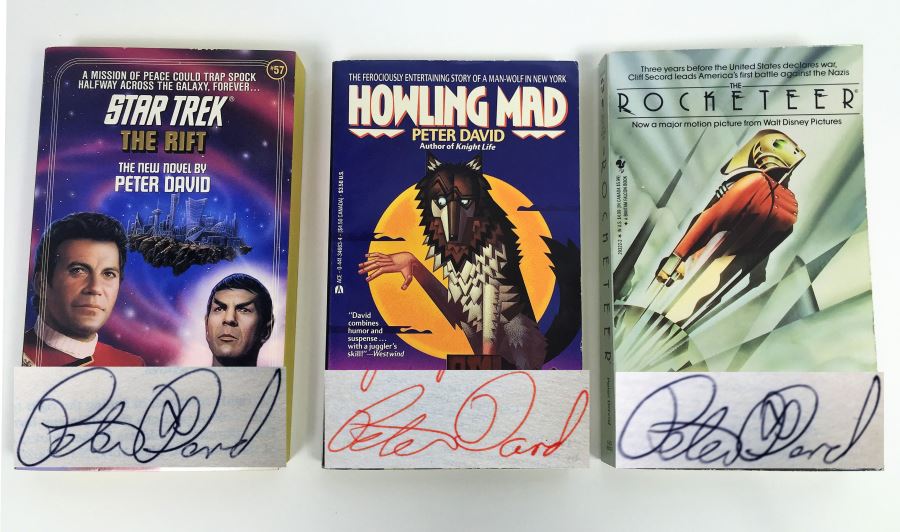 A MISSION OF PEACE COULD TRAP SPOCK
HALFWAY ACROSS THE GALAXY, FOREVER…
#57
STAR TREK®
THE RIFT
THE NEW NOVEL BY
PETER DAVID
Peter David
THE FEROCIOUSLY ENTERTAINING STORY OF A MAN-WOLF IN NEW YORK
HOWLING MAD
PETER DAVID
Author of Knight Life
"David
combines
humor and
suspense…
with a juggler's
skill!"—Westwind
Peter David
Three years before the United States declares war,
Cliff Secord leads America's first battle against the Nazis
THE
ROCKETEER
Now a major motion picture from Walt Disney Pictures
ROCKETEER
Peter David